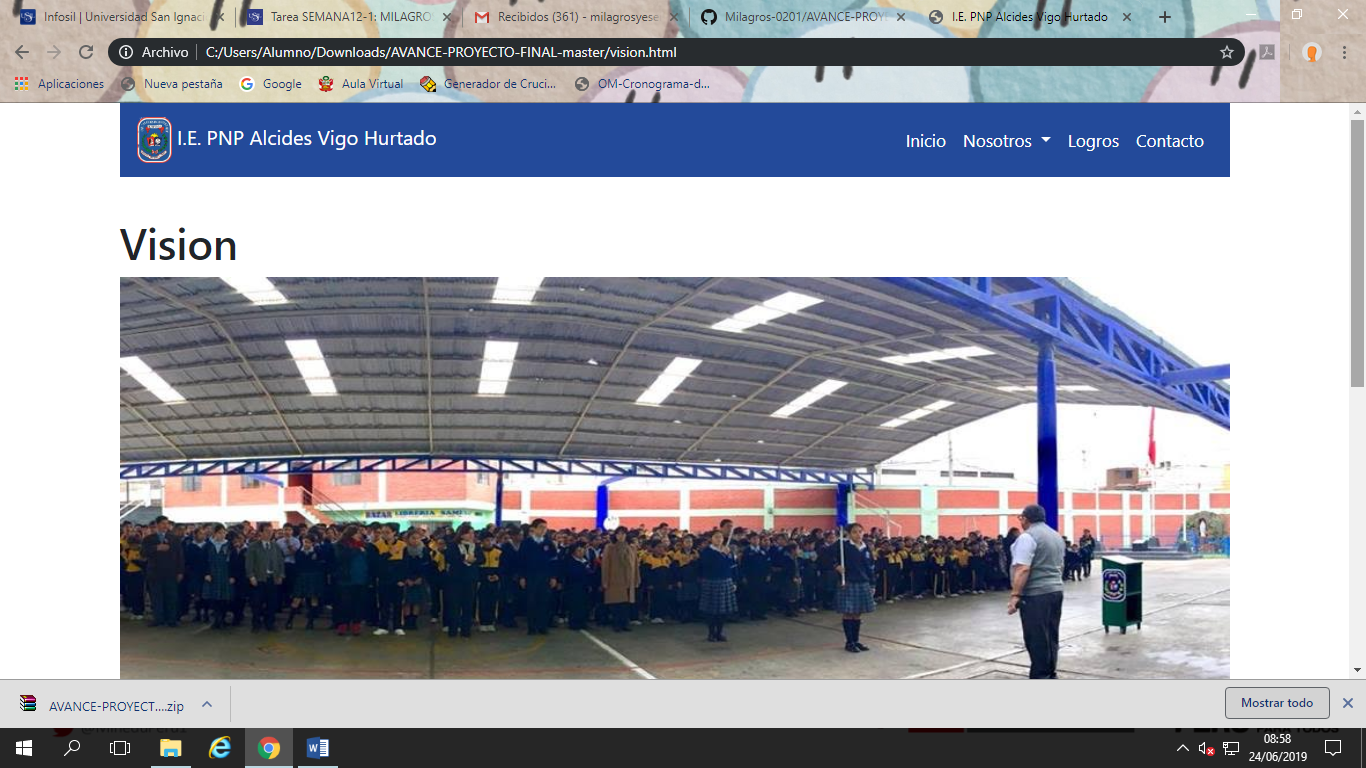 Infosil | Universidad San Ignaci
Tarea SEMANA12-1: MILAGRO
Recibidos (361) - milagrosyese
Milagros-0201/AVANCE-PROYE
I.E. PNP Alcides Vigo Hurtado
Archivo
C:/Users/Alumno/Downloads/AVANCE-PROYECTO-FINAL-master/vision.html
Aplicaciones
Nueva pestaña
Google
Aula Virtual
Generador de Cruci...
OM-Cronograma-d...
I.E. PNP Alcides Vigo Hurtado
Inicio
Nosotros
Logros
Contacto
Vision
BAZAR LIBRERIA
AVANCE-PROYECT....zip
Mostrar todo
08:58
24/06/2019